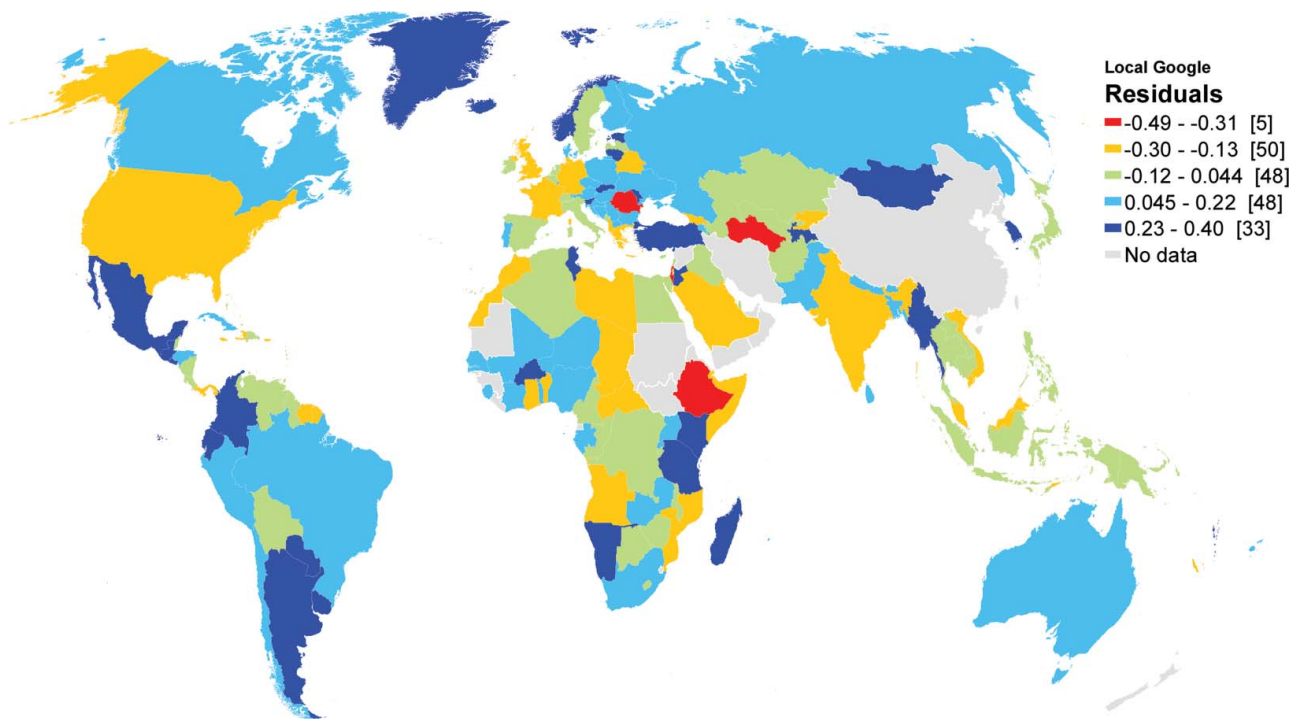 Local Google
Residuals
-0.49 - -0.31 [5]
-0.30 - -0.13 [50]
-0.12 - 0.044 [48]
0.045 - 0.22 [48]
0.23 - 0.40 [33]
No data